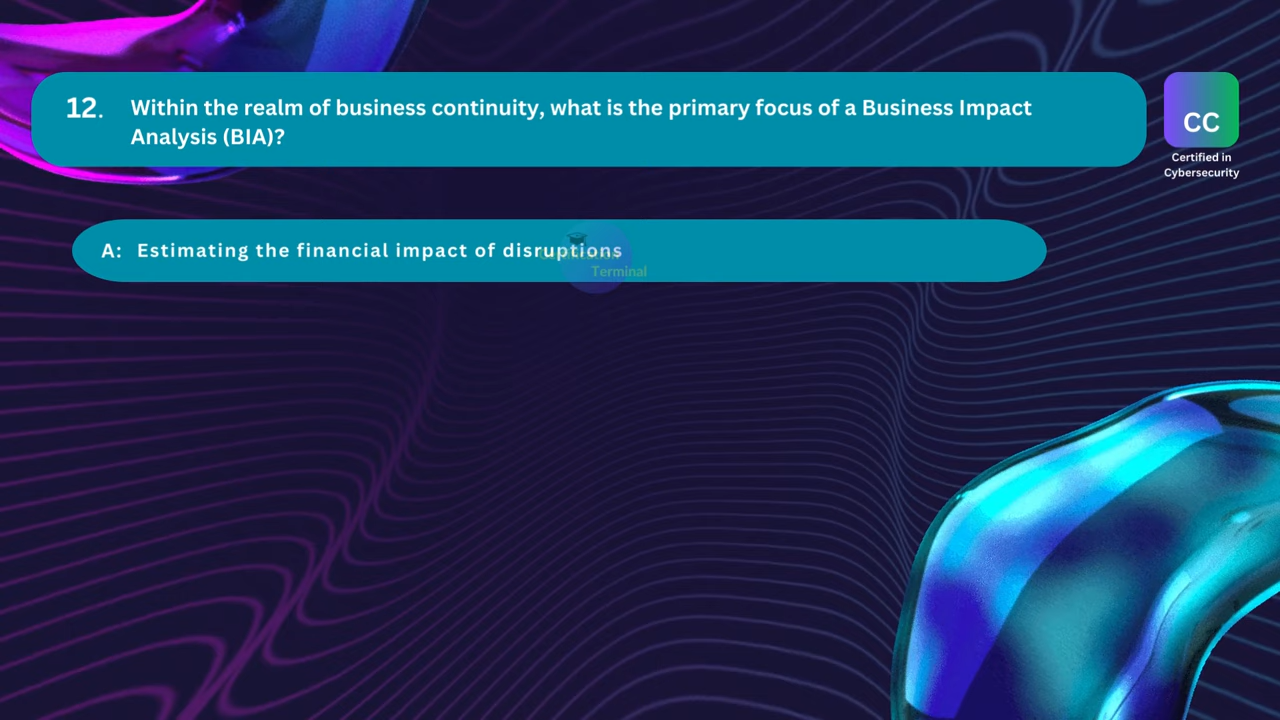 12. Within the realm of business continuity, what is the primary focus of a Business Impact
Analysis (BIA)?
CC
Certified in
Cybersecurity
A: Estimating the financial impact of disruptions
Terminal